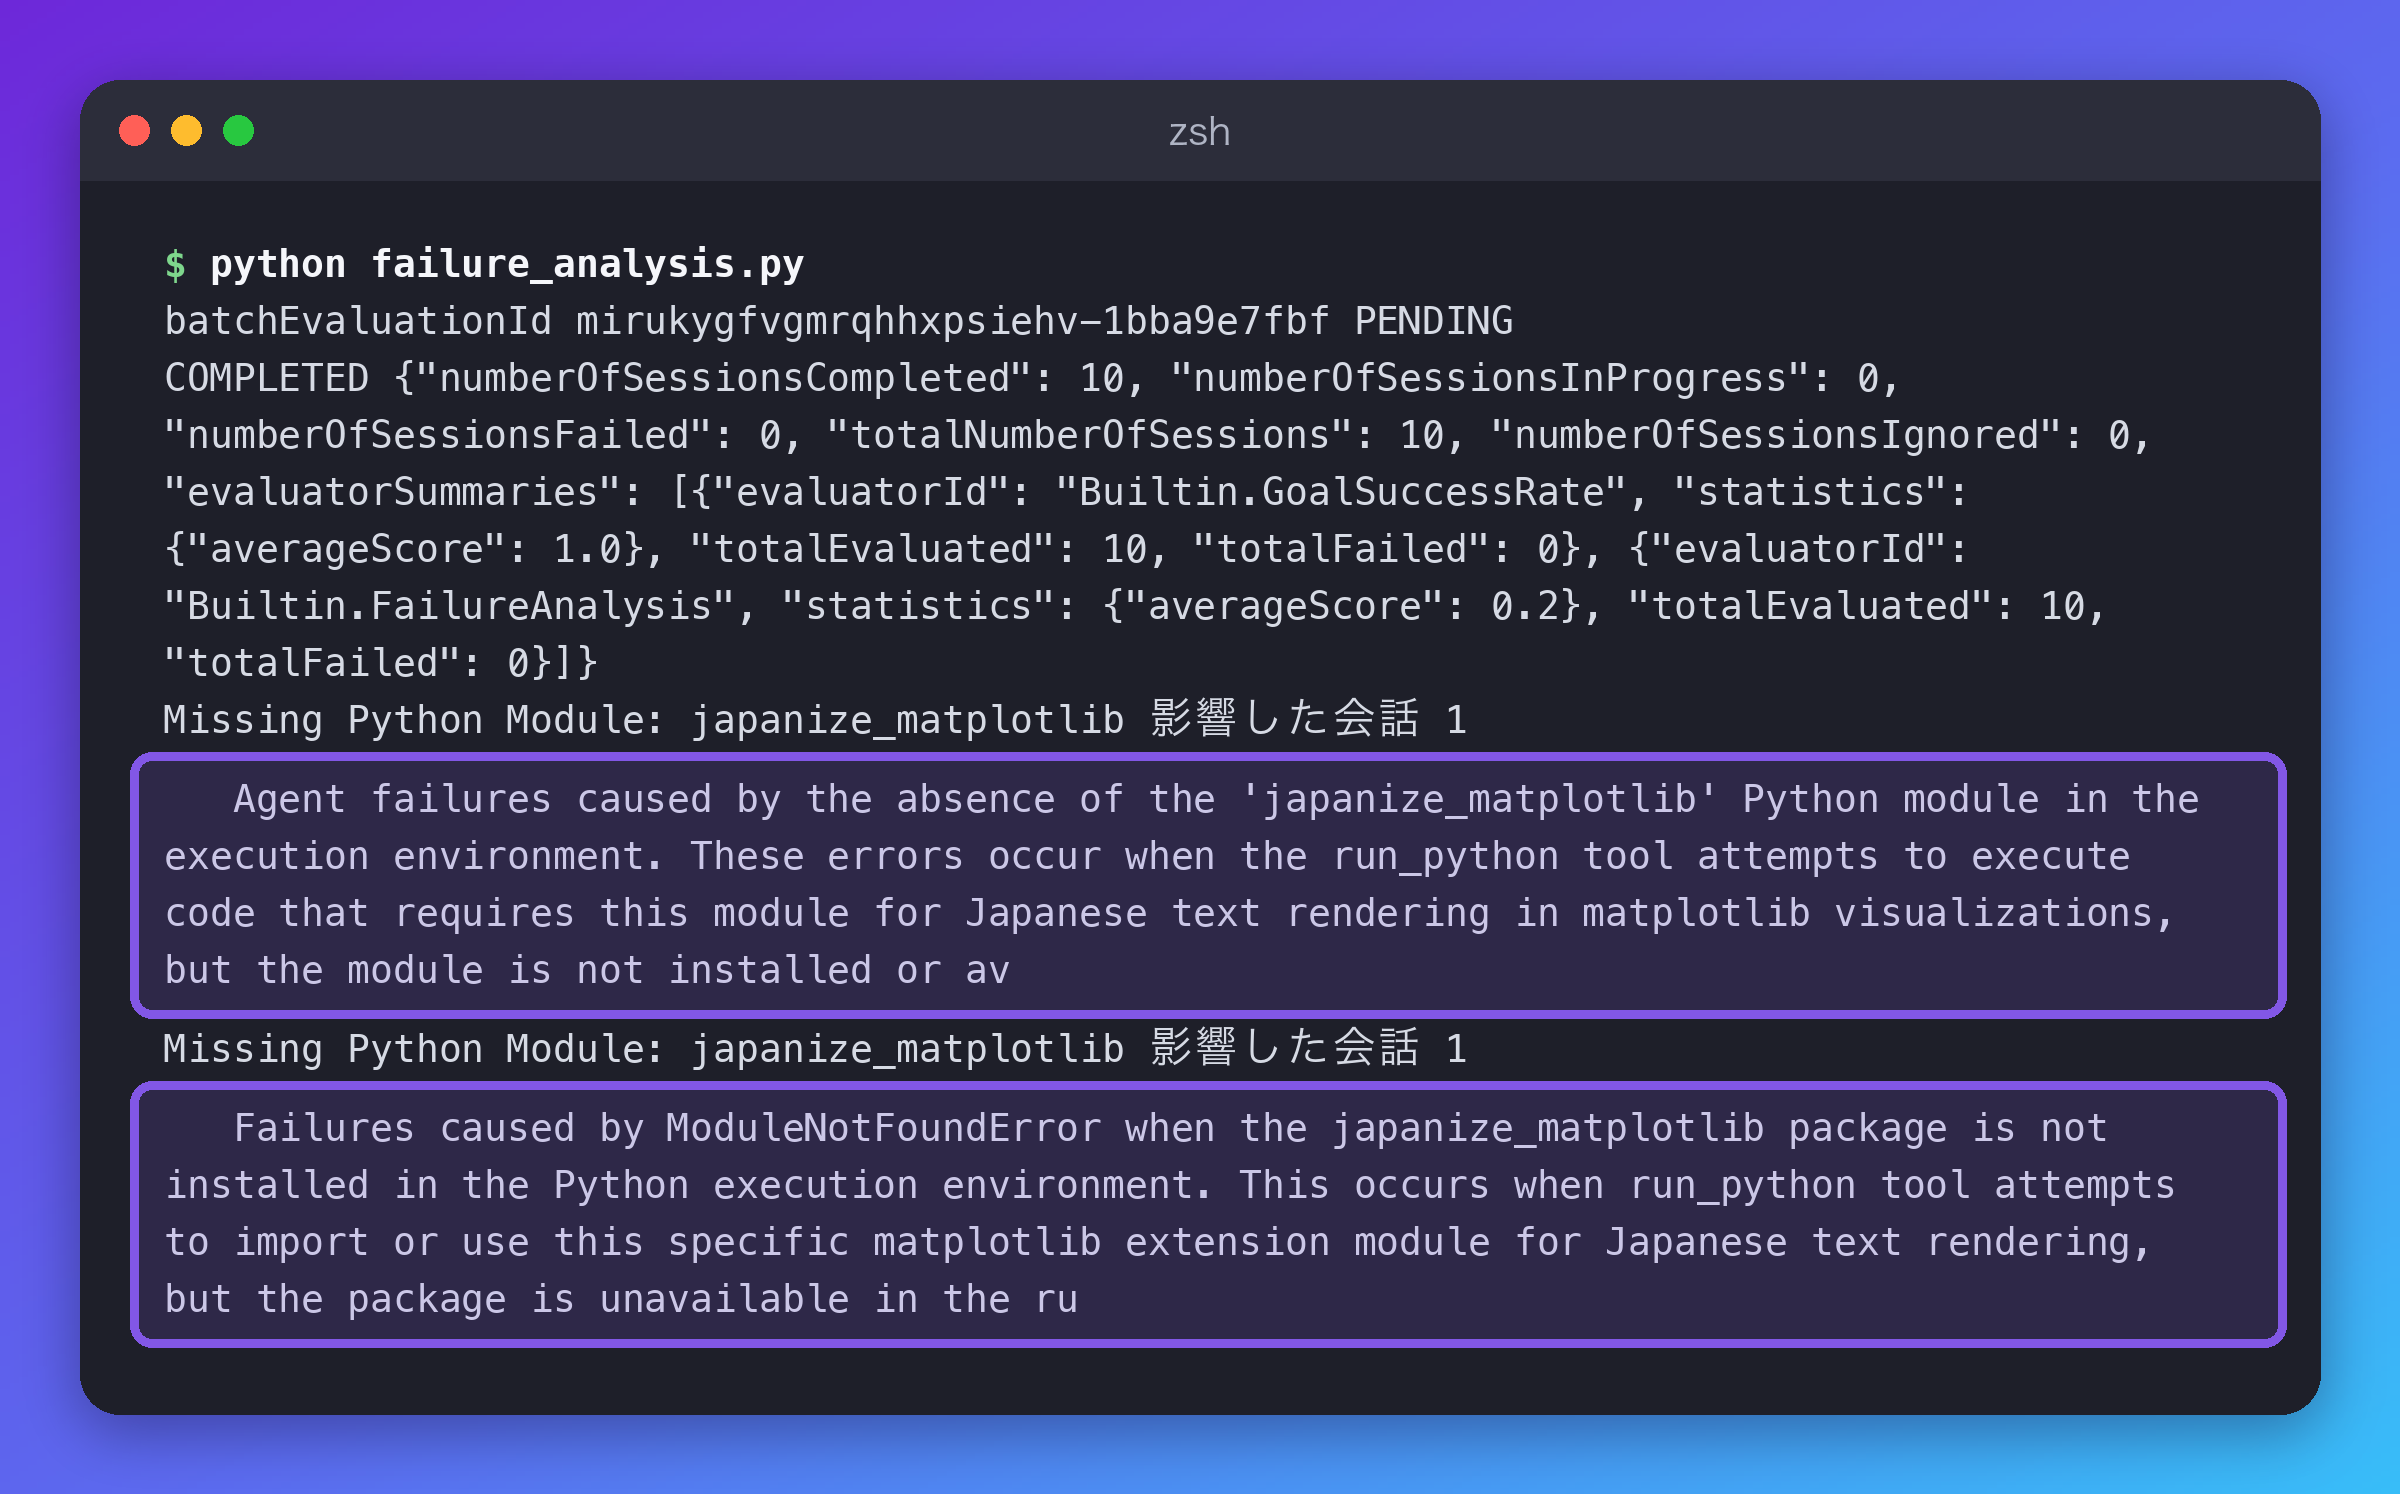 zsh
$ python failure_analysis.py
batchEvaluationId mirukygfvgmrqhhxpsiehv-1bba9e7fbf PENDING
COMPLETED {"numberOfSessionsCompleted": 10, "numberOfSessionsInProgress": 0,
"numberOfSessionsFailed": 0, "totalNumberOfSessions": 10, "numberOfSessionsIgnored": 0,
"evaluatorSummaries": [{"evaluatorId": "Builtin.GoalSuccessRate", "statistics":
{"averageScore": 1.0}, "totalEvaluated": 10, "totalFailed": 0}, {"evaluatorId":
"Builtin.FailureAnalysis", "statistics": {"averageScore": 0.2}, "totalEvaluated": 10,
"totalFailed": 0}]}
Missing Python Module: japanize_matplotlib 影響した会話 1
Agent failures caused by the absence of the 'japanize_matplotlib' Python module in the
execution environment. These errors occur when the run_python tool attempts to execute
code that requires this module for Japanese text rendering in matplotlib visualizations,
but the module is not installed or av
Missing Python Module: japanize_matplotlib 影響した会話 1
Failures caused by ModuleNotFoundError when the japanize_matplotlib package is not
installed in the Python execution environment. This occurs when run_python tool attempts
to import or use this specific matplotlib extension module for Japanese text rendering,
but the package is unavailable in the ru